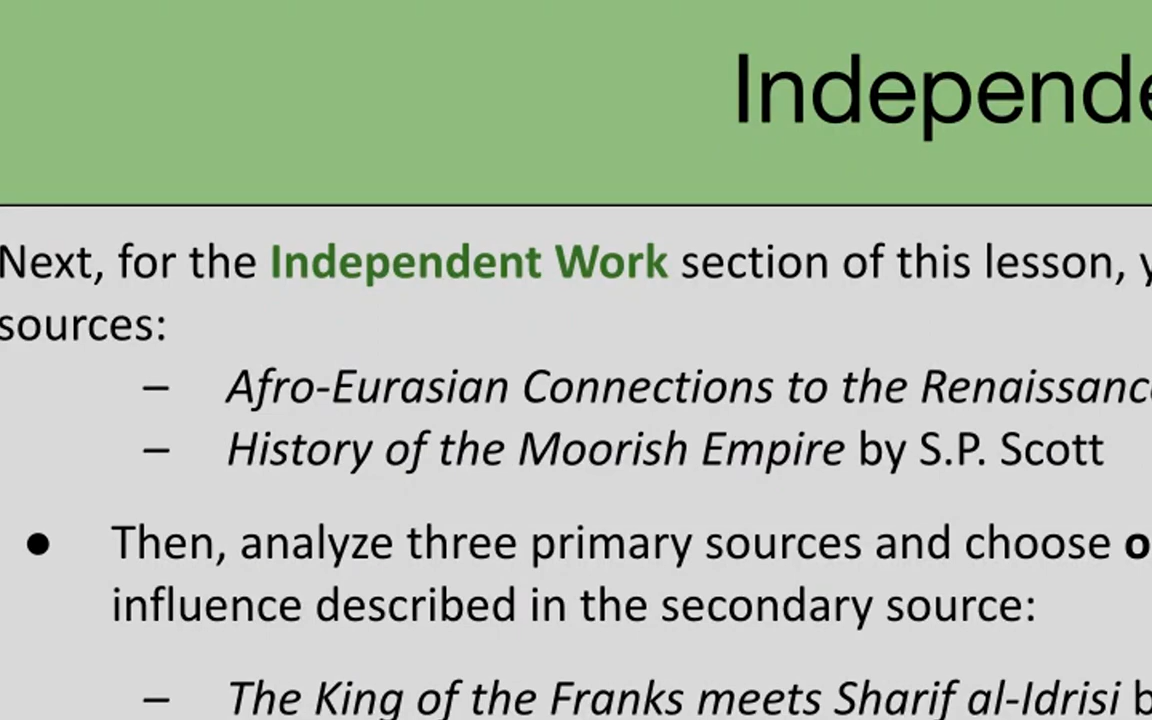 Independe
Next, for the Independent Work section of this lesson, y
sources:
– Afro-Eurasian Connections to the Renaissance
– History of the Moorish Empire by S.P. Scott
● Then, analyze three primary sources and choose o
influence described in the secondary source:
– The King of the Franks meets Sharif al-Idrisi b